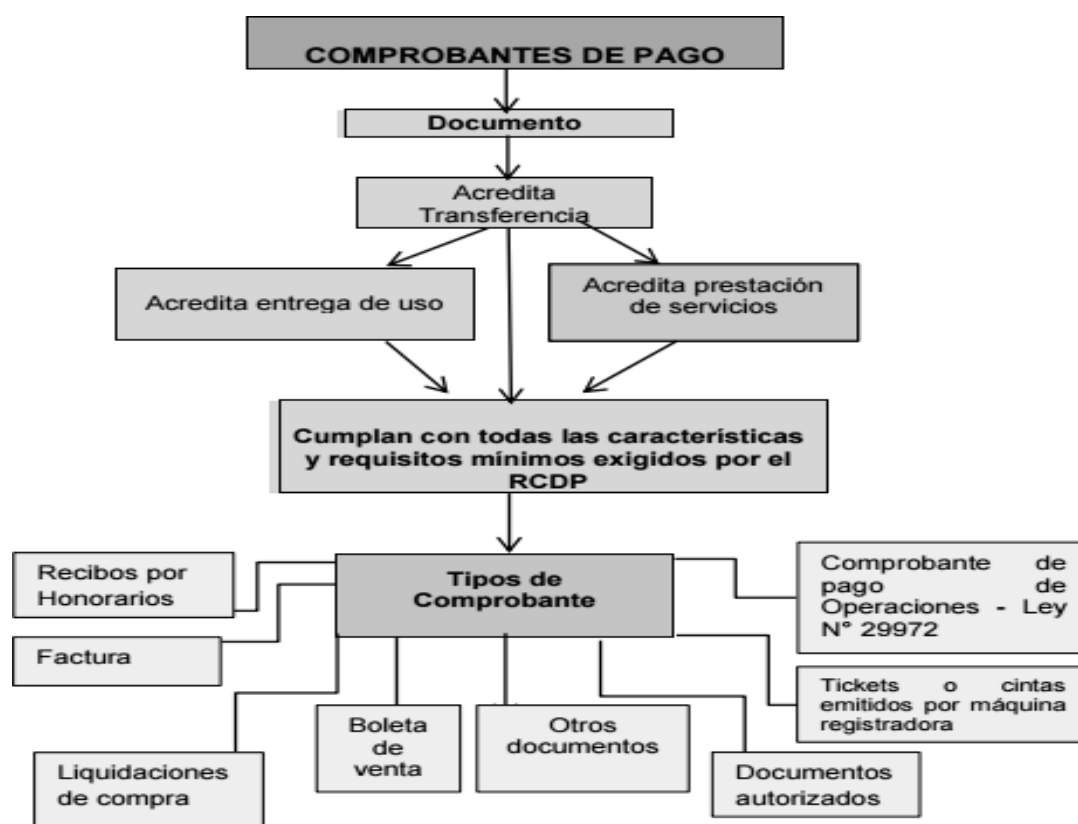 COMPROBANTES DE PAGO
Documento
Acredita
Transferencia
Acredita entrega de uso
Acredita prestación
de servicios
Cumplan con todas las características
y requisitos mínimos exigidos por el
RCDP
Tipos de
Comprobante
Recibos por
Honorarios
Factura
Liquidaciones
de compra
Boleta
de
venta
Otros
documentos
Documentos
autorizados
Tickets o cintas
emitidos por máquina
registradora
Comprobante de
pago de
Operaciones - Ley
N° 29972